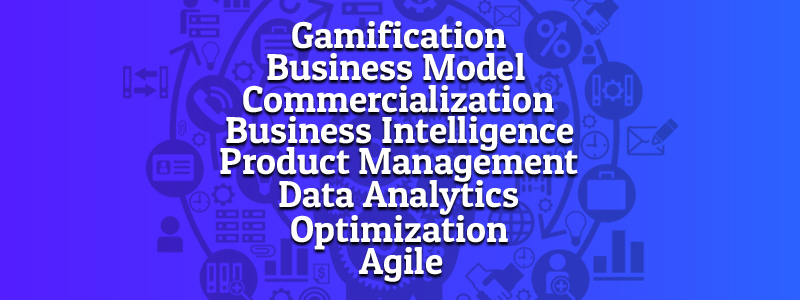 Gamification
Business Model
Commercialization
Business Intelligence
Product Management
Data Analytics
Optimization
Agile